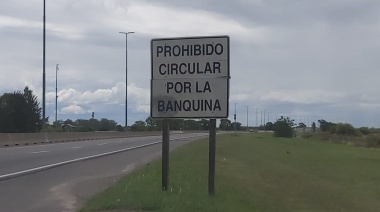 PROHIBIDO
CIRCULAR
POR LA
BANQUINA